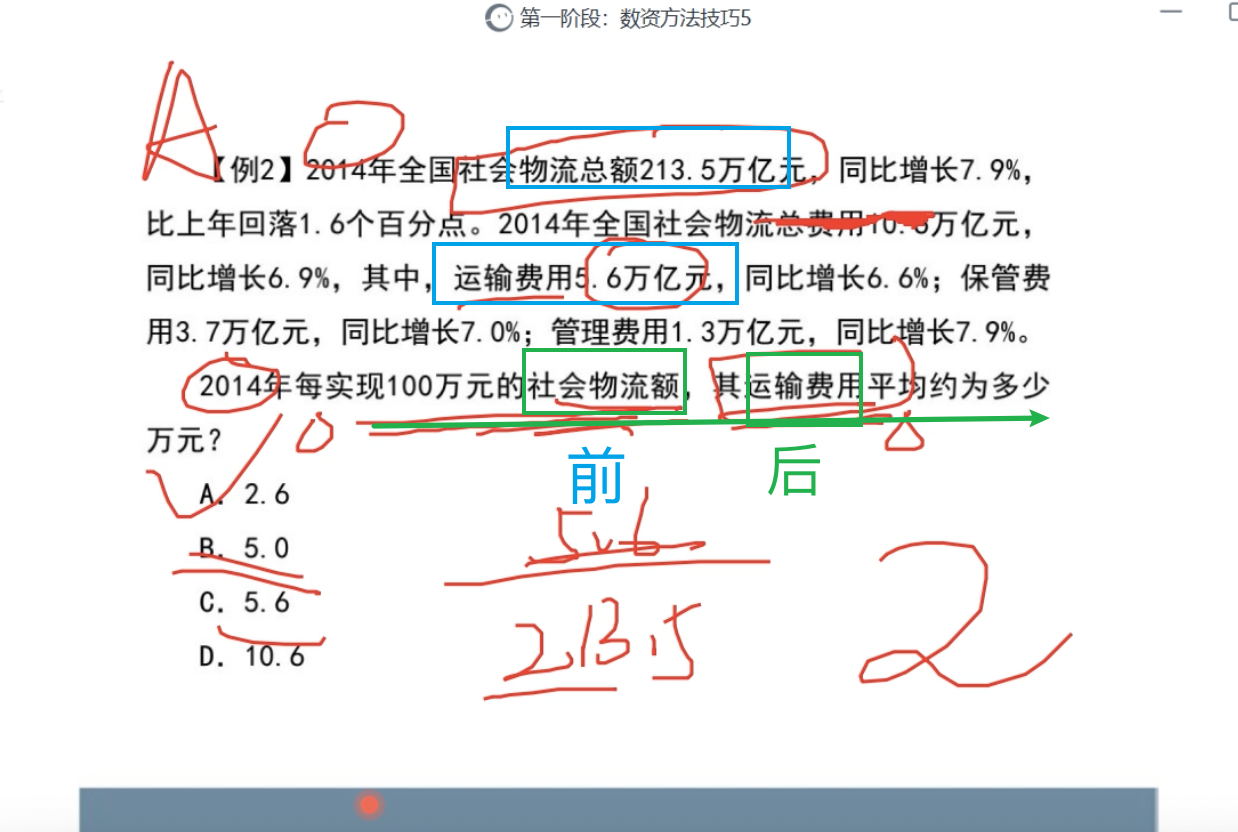 第一阶段：数资方法技巧5
A
【例2】2014年全国社会物流总额213.5万亿元，同比增长7.9%，
比上年回落1.6个百分点。2014年全国社会物流总费用10.6万亿元，
同比增长6.9%，其中，运输费用5.6万亿元，同比增长6.6%；保管费
用3.7万亿元，同比增长7.0%；管理费用1.3万亿元，同比增长7.9%。
2014年每实现100万元的社会物流额，其运输费用平均约为多少
万元？
前
后
A. 2.6
B. 5.0
C. 5.6
D. 10.6
5.6
213.5
2